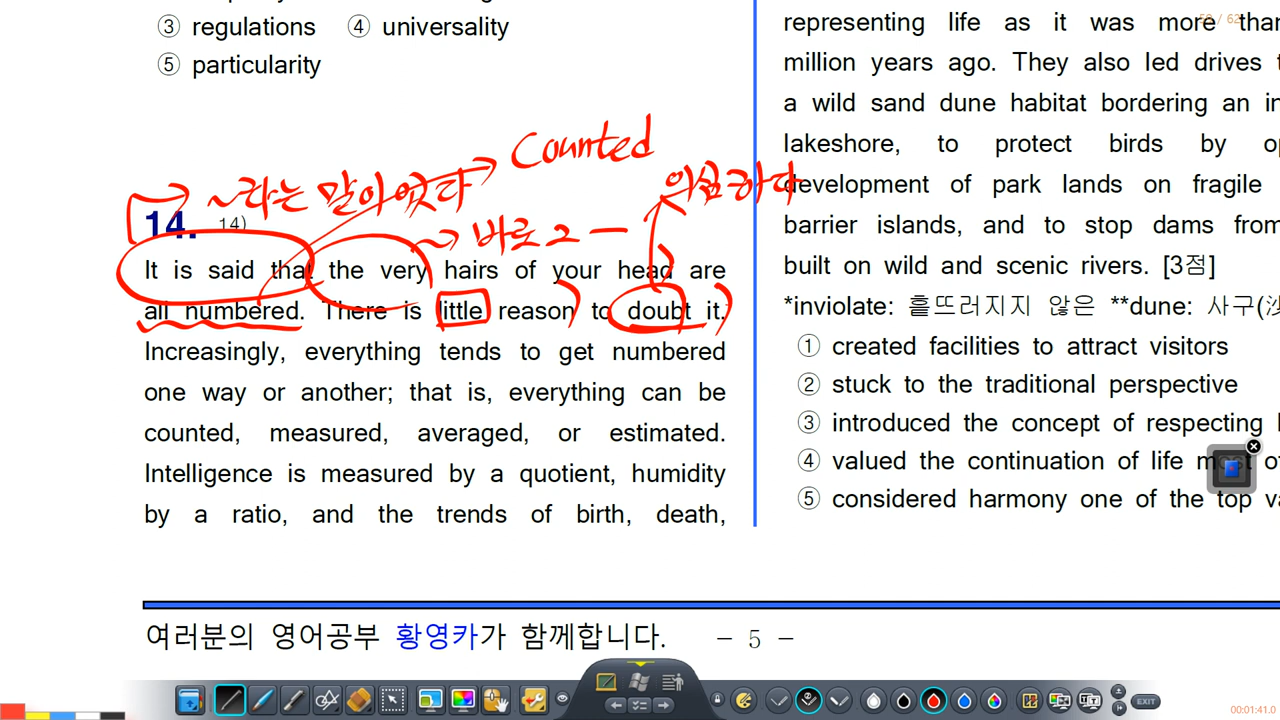 ③ regulations ④ universality
⑤ particularity
Counted
~라는 말이 있다
의심하다
14. 14)
~ 바로 그 ㅡ
It is said that the very hairs of your head are
all numbered. There is little reason to doubt it.
Increasingly, everything tends to get numbered
one way or another; that is, everything can be
counted, measured, averaged, or estimated.
Intelligence is measured by a quotient, humidity
by a ratio, and the trends of birth, death,
representing life as it was more than
million years ago. They also led drives
a wild sand dune habitat bordering an
lakeshore, to protect birds by
development of park lands on fragile
barrier islands, and to stop dams from
built on wild and scenic rivers. [3점]
*inviolate: 흩뜨러지지 않은 **dune: 사구(
① created facilities to attract visitors
② stuck to the traditional perspective
③ introduced the concept of respecting
④ valued the continuation of life most
⑤ considered harmony one of the top
여러분의 영어공부 황영카가 함께합니다. - 5 -
EXIT
00:01:41.0